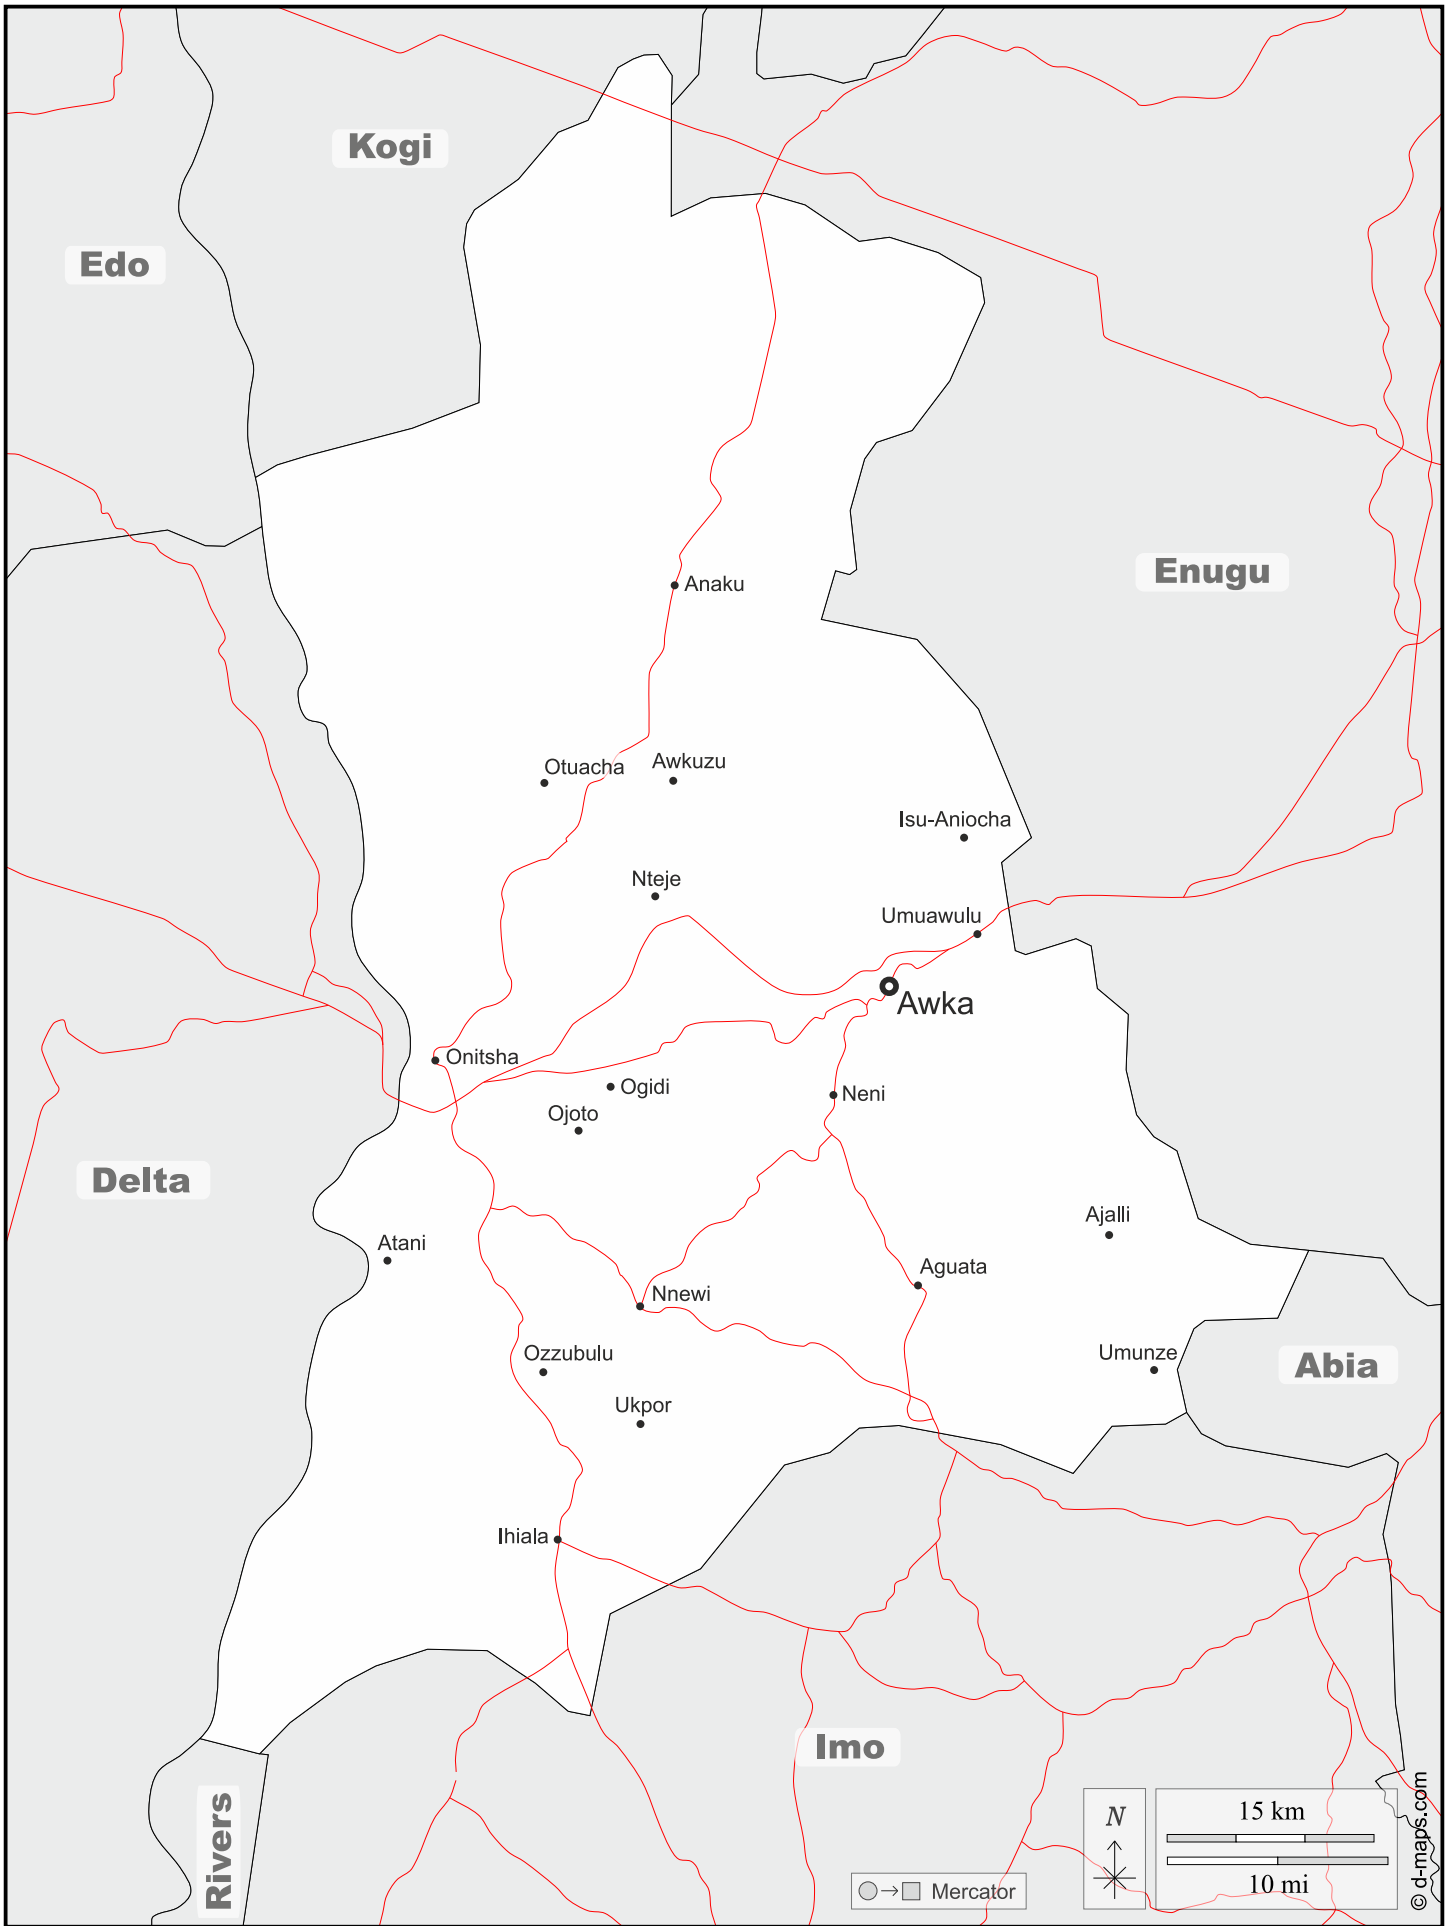 Kogi
Edo
Enugu
Anaku
Otuacha
Awkuzu
Isu-Aniocha
Nteje
Umuawulu
Awka
Onitsha
Ogidi
Neni
Ojoto
Delta
Ajalli
Atani
Aguata
Nnewi
Ozzubulu
Umunze
Abia
Ukpor
Ihiala
Imo
Rivers
N
15 km
10 mi
Mercator
© d-maps.com